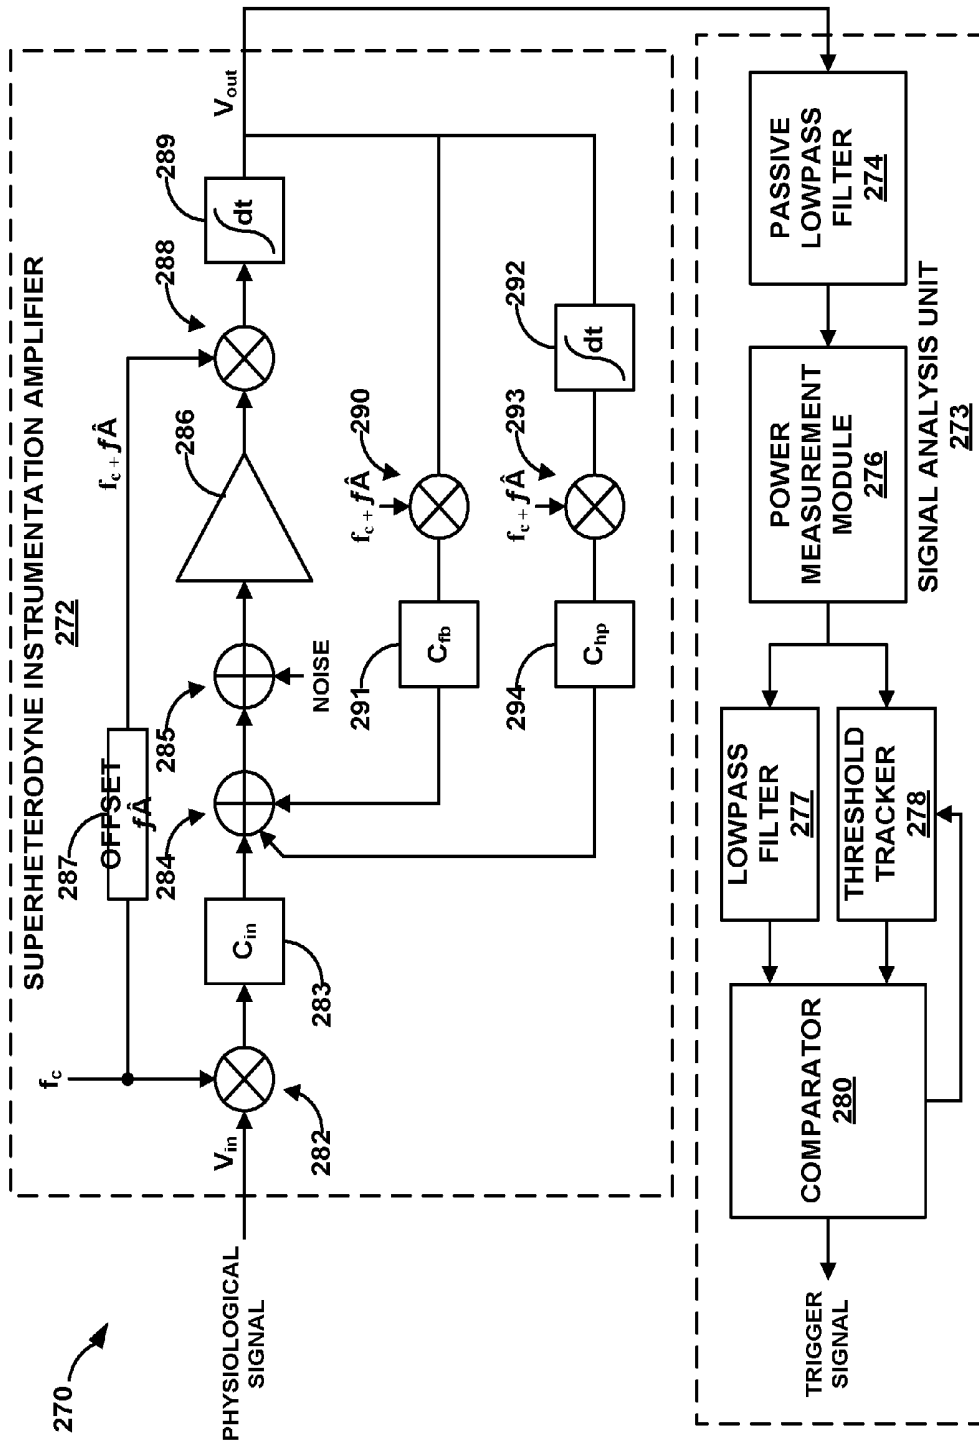 270
SUPERHETERODYNE INSTRUMENTATION AMPLIFIER
272
fc
287
OFFSET
fÂ
fc + fÂ
PHYSIOLOGICAL
SIGNAL
Vin
282
Cin
283
284
285
NOISE
286
288
289
dt
Vout
fc + fÂ
290
Cfb
291
fc + fÂ
293
292
dt
Chp
294
TRIGGER
SIGNAL
COMPARATOR
280
LOWPASS
FILTER
277
THRESHOLD
TRACKER
278
POWER
MEASUREMENT
MODULE
276
PASSIVE
LOWPASS
FILTER
274
SIGNAL ANALYSIS UNIT
273